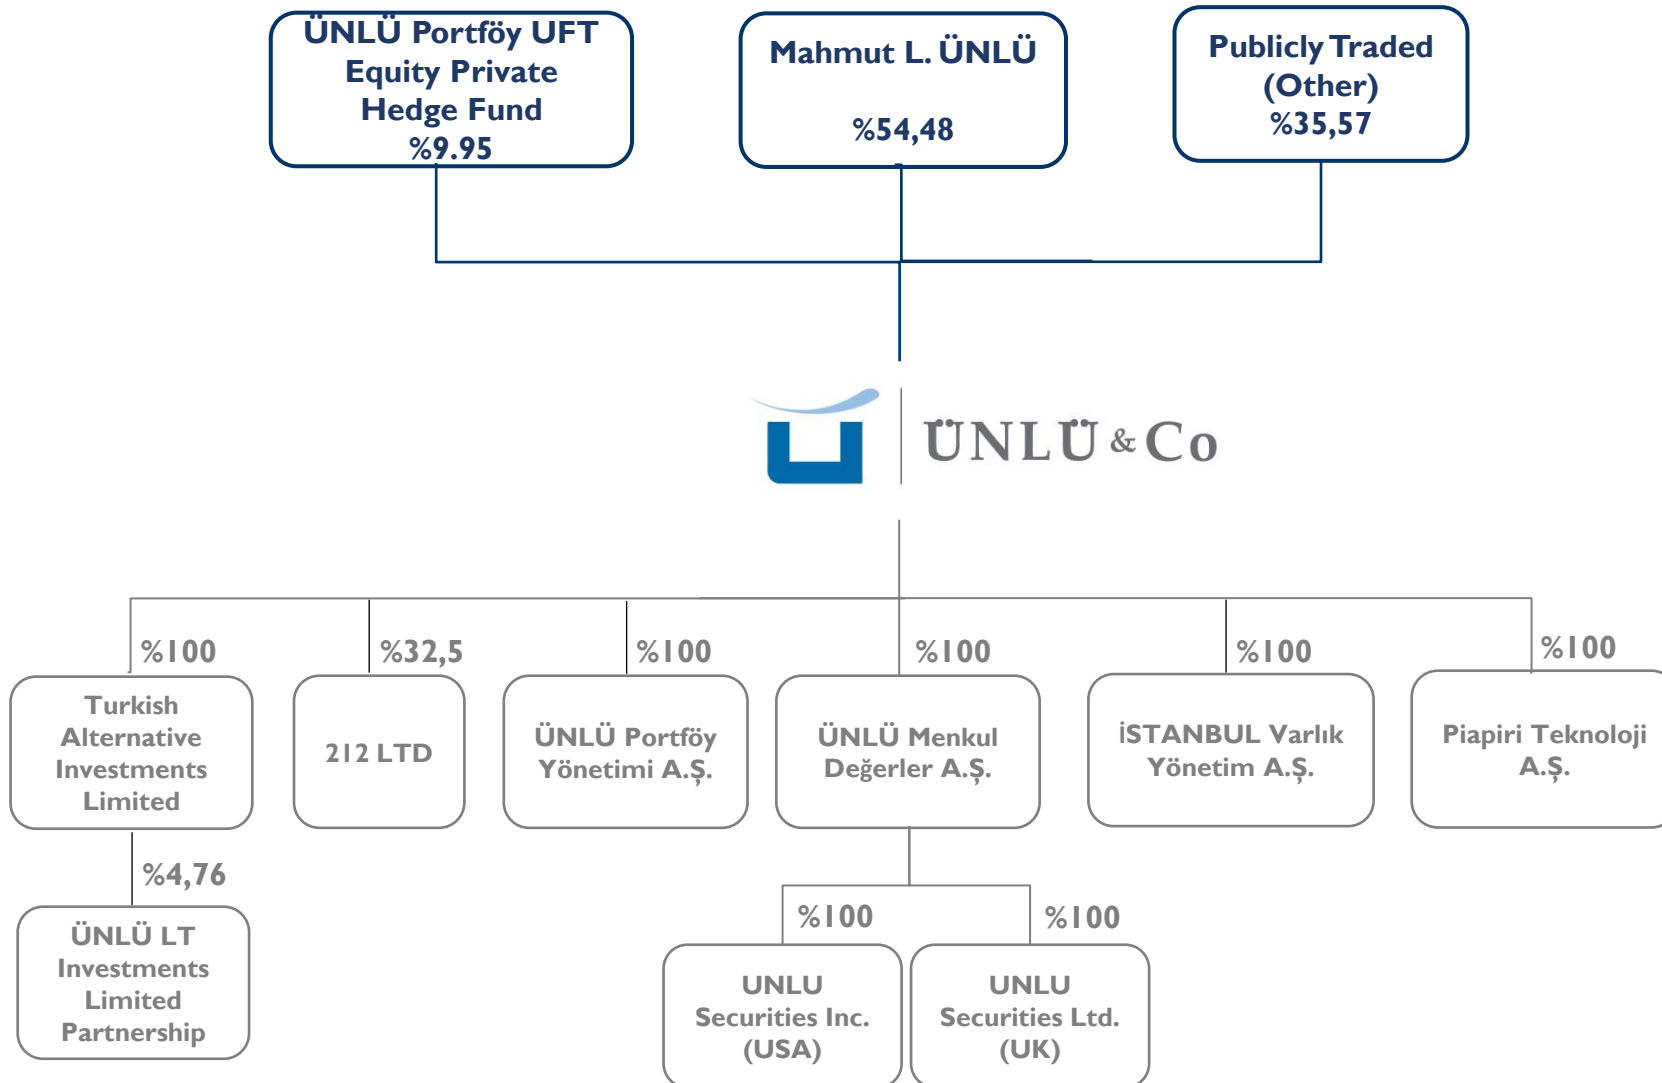 ÜNLÜ Portföy UFT
Equity Private
Hedge Fund
%9.95
Mahmut L. ÜNLÜ
%54,48
Publicly Traded
(Other)
%35,57
ÜNLÜ & Co
%100
%32,5
%100
%100
%100
%100
Turkish
Alternative
Investments
Limited
212 LTD
ÜNLÜ Portföy
Yönetimi A.Ş.
ÜNLÜ Menkul
Değerler A.Ş.
İSTANBUL Varlık
Yönetim A.Ş.
Piapiri Teknoloji
A.Ş.
%4,76
%100
%100
ÜNLÜ LT
Investments
Limited
Partnership
UNLU
Securities Inc.
(USA)
UNLU
Securities Ltd.
(UK)